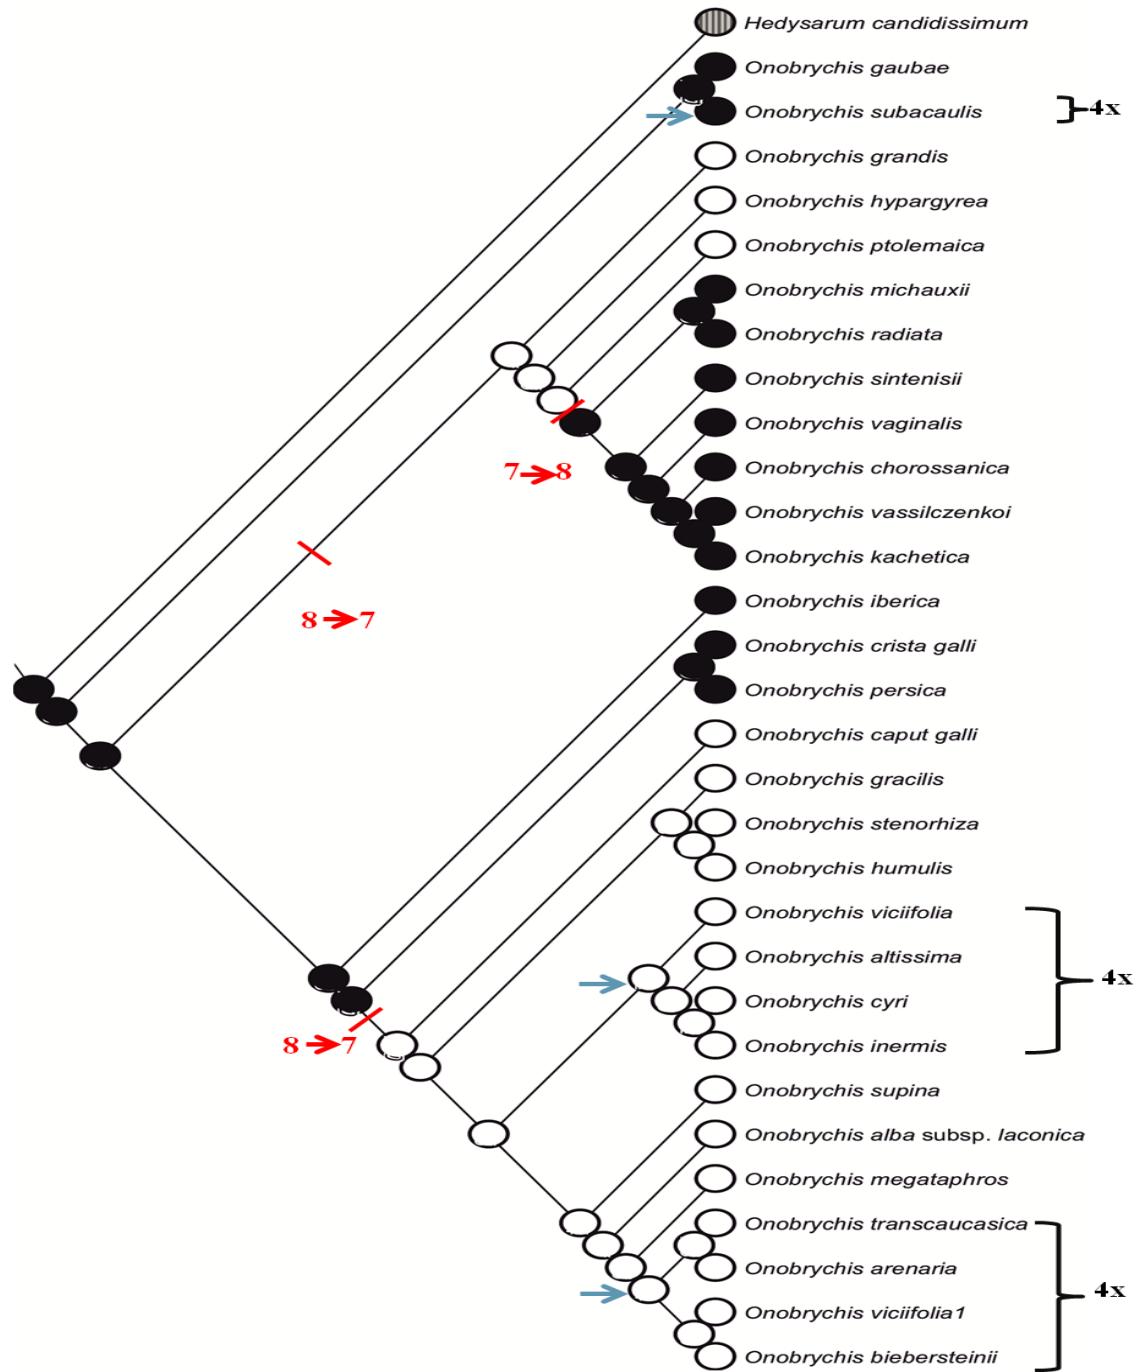 Hedysarum candidissimum
Onobrychis gaubae
Onobrychis subacaulis 4x
Onobrychis grandis
Onobrychis hypargyrea
Onobrychis ptolemaica
Onobrychis michauxii
Onobrychis radiata
Onobrychis sintenisii
Onobrychis vaginalis
7→8 Onobrychis chorossanica
Onobrychis vassilczenkoi
Onobrychis kachetica
Onobrychis iberica
8→7
Onobrychis crista galli
Onobrychis persica
Onobrychis caput galli
Onobrychis gracilis
Onobrychis stenorhiza
Onobrychis humulis
Onobrychis viciifolia
Onobrychis altissima
4x
Onobrychis cyri
8→7 Onobrychis inermis
Onobrychis supina
Onobrychis alba subsp. laconica
Onobrychis megataphros
Onobrychis transcaucasica
Onobrychis arenaria
4x
Onobrychis viciifolia1
Onobrychis biebersteinii